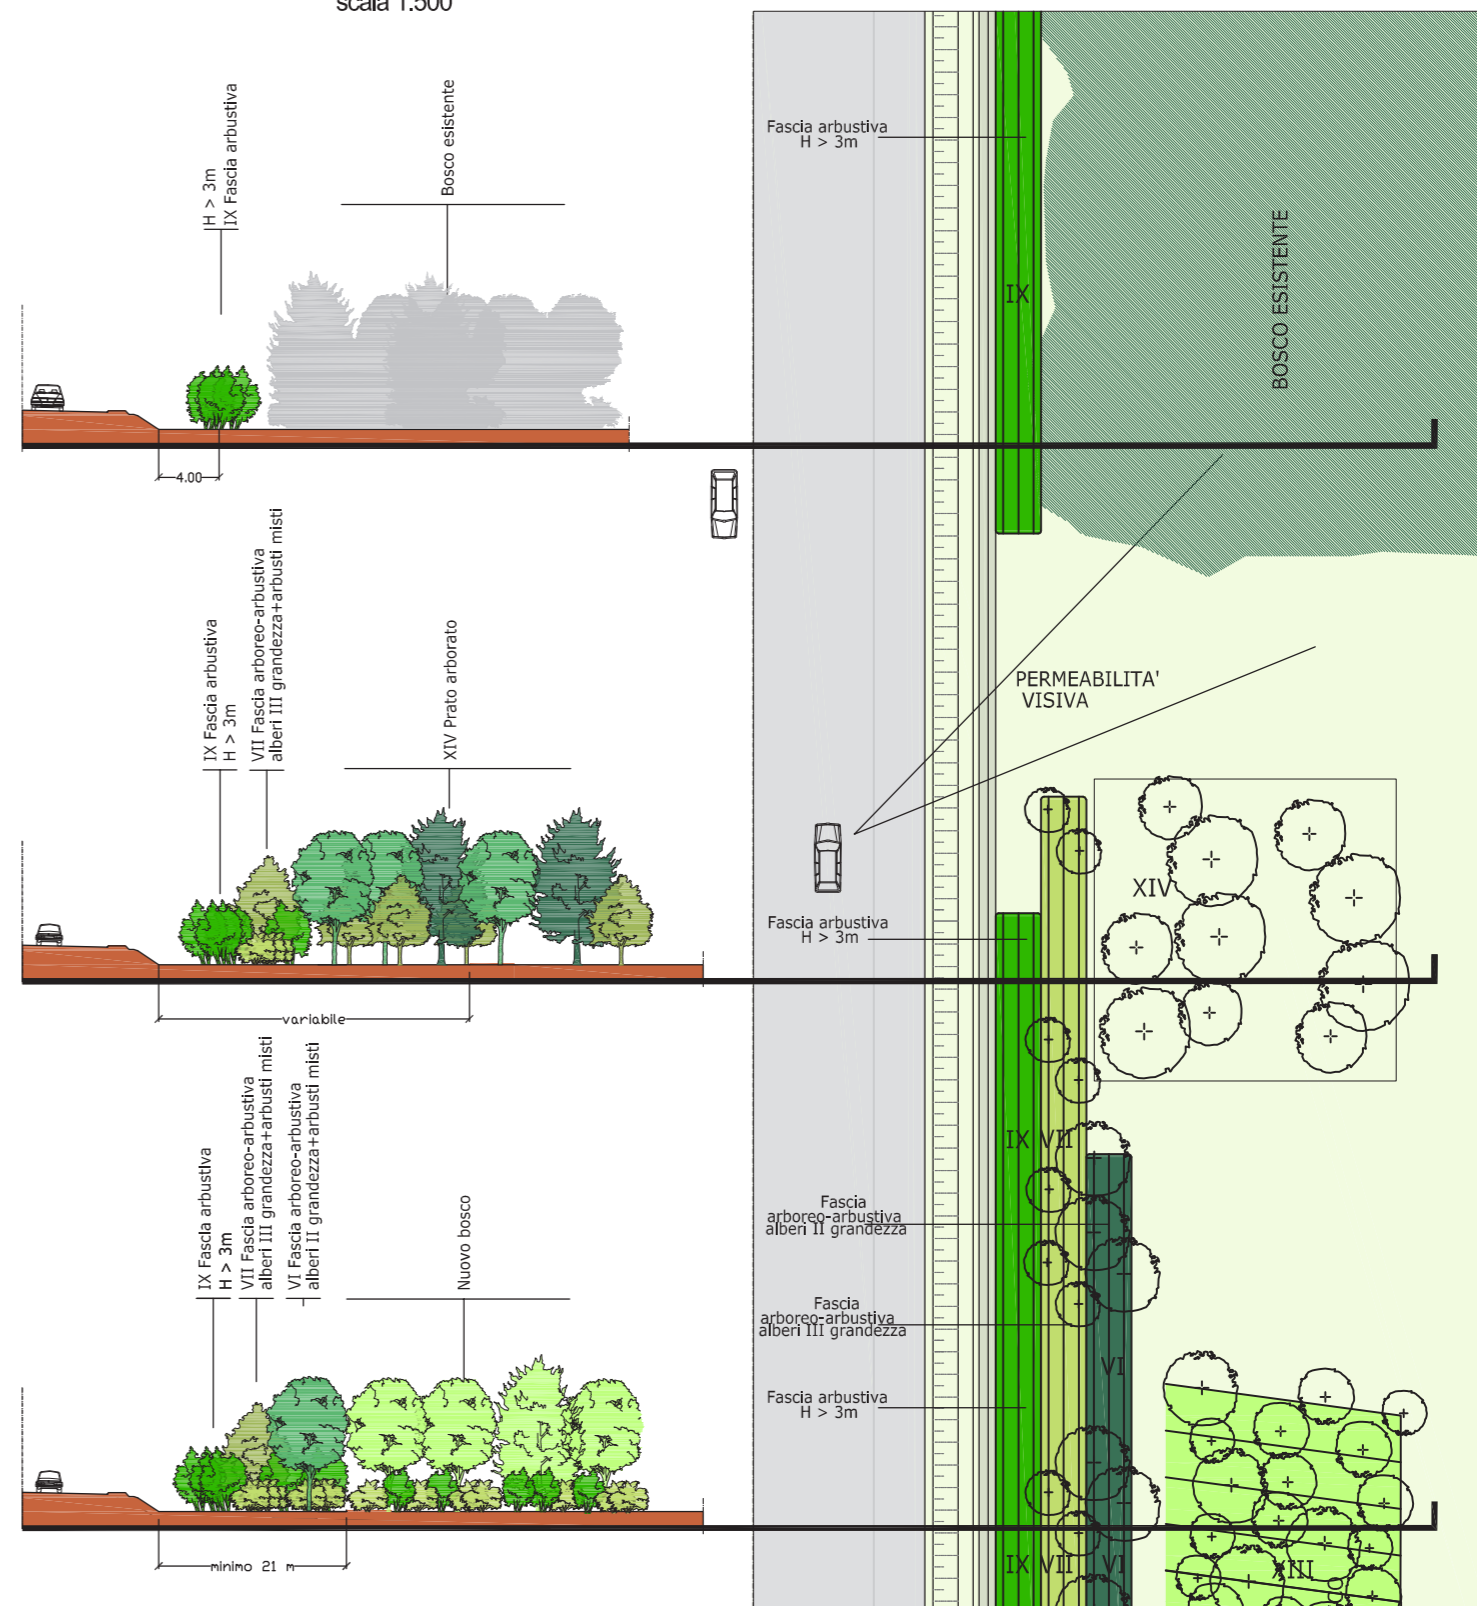 scala 1:500
H > 3m
IX Fascia arbustiva
Bosco esistente
4.00
IX Fascia arbustiva
H > 3m
VII Fascia arboreo-arbustiva
alberi III grandezza+arbusti misti
XIV Prato arborato
variabile
IX Fascia arbustiva
H > 3m
VII Fascia arboreo-arbustiva
alberi III grandezza+arbusti misti
VI Fascia arboreo-arbustiva
alberi II grandezza+arbusti misti
Nuovo bosco
minimo 21 m
Fascia arbustiva
H > 3m
IX
BOSCO ESISTENTE
PERMEABILITA'
VISIVA
XIV
Fascia arbustiva
H > 3m
IX VII
Fascia
arboreo-arbustiva
alberi II grandezza
Fascia
arboreo-arbustiva
alberi III grandezza
VI
Fascia arbustiva
H > 3m
IX VII VI
XIII